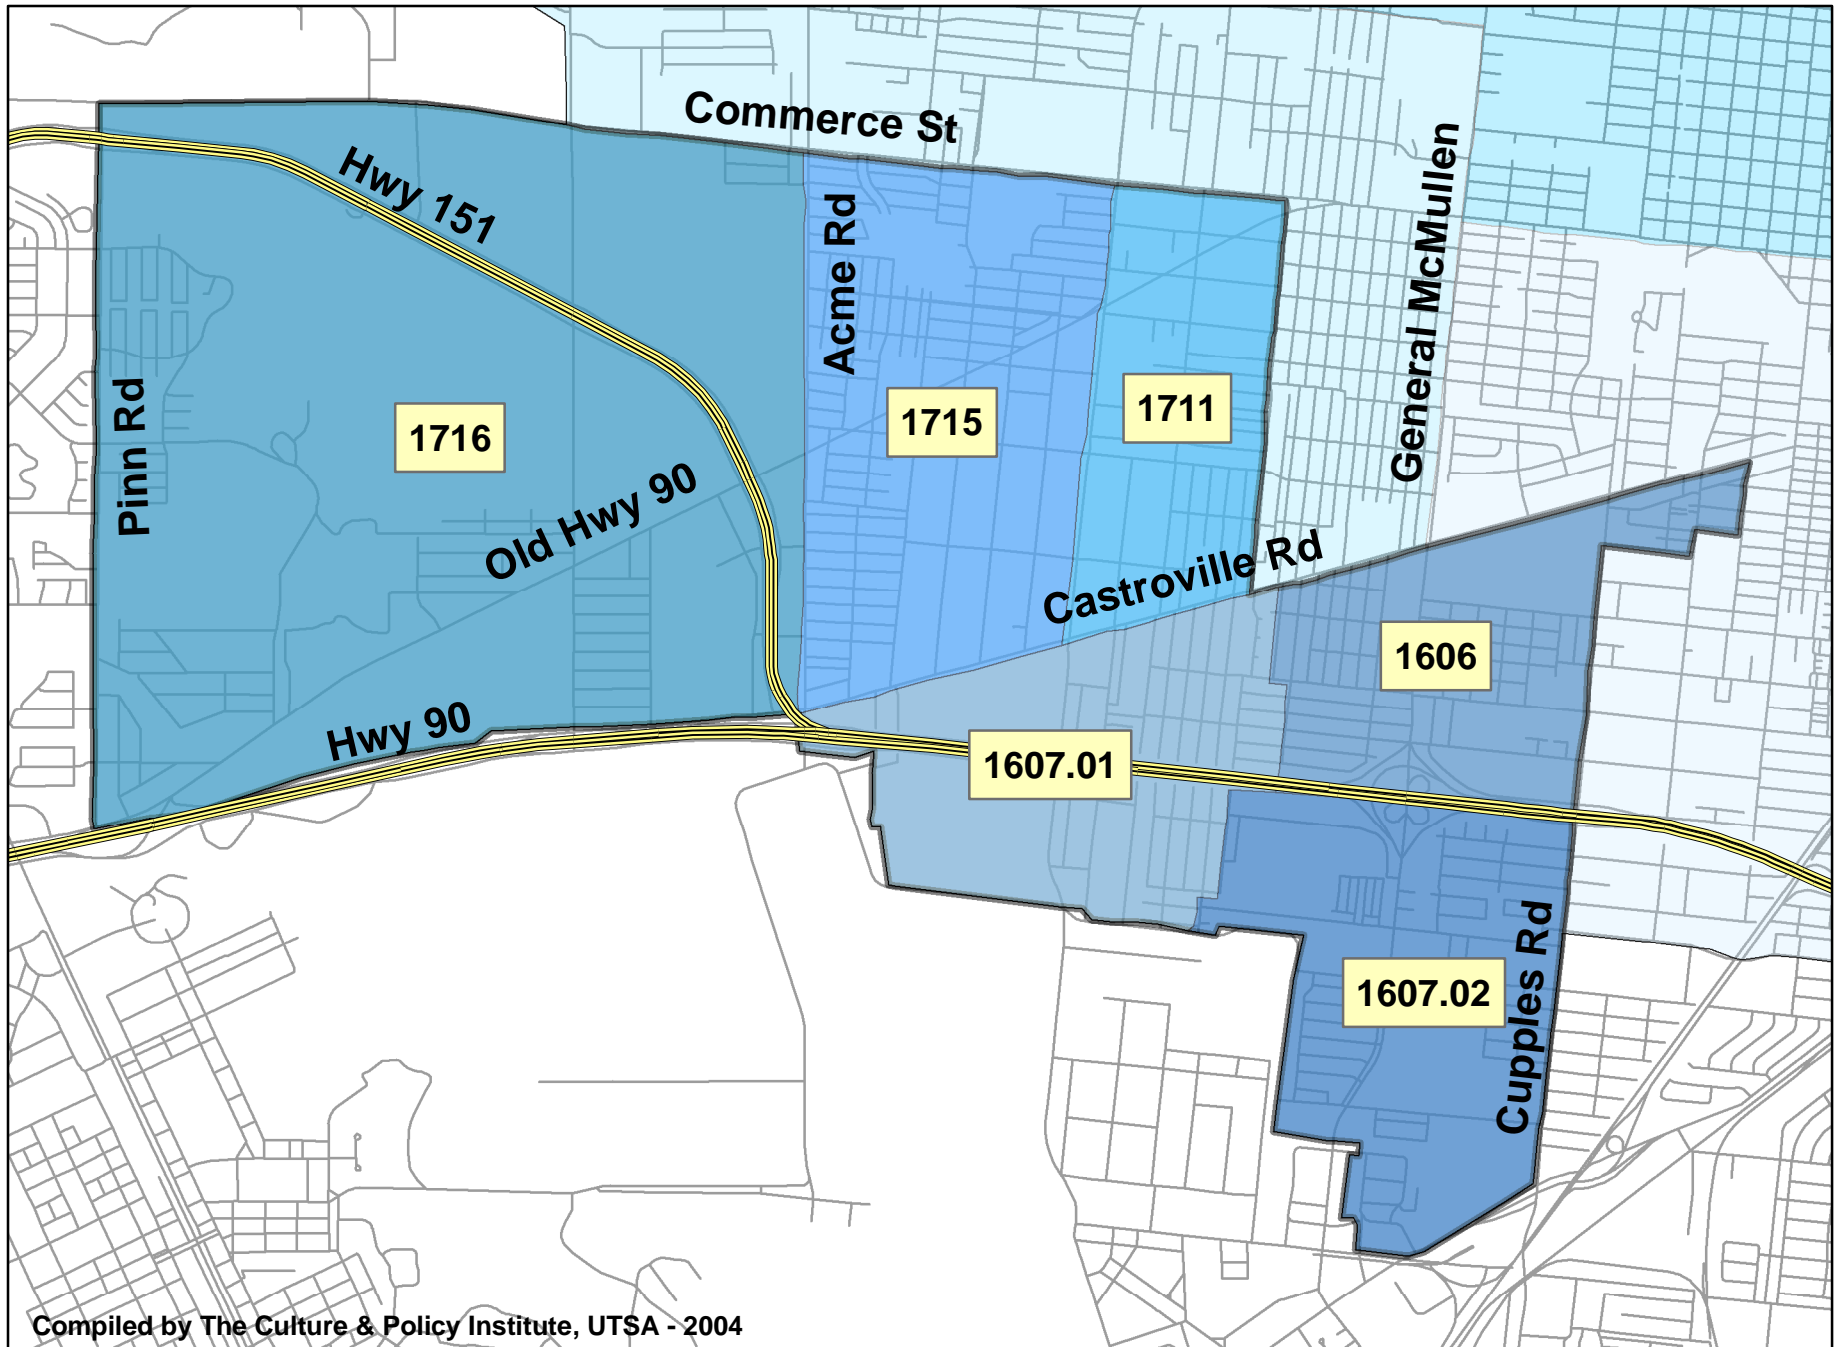 Commerce St
Hwy 151
Acme Rd
General McMullen
Pinn Rd
1716
1715
1711
Old Hwy 90
Castroville Rd
1606
Hwy 90
1607.01
1607.02
Cupples Rd
Compiled by The Culture & Policy Institute, UTSA - 2004